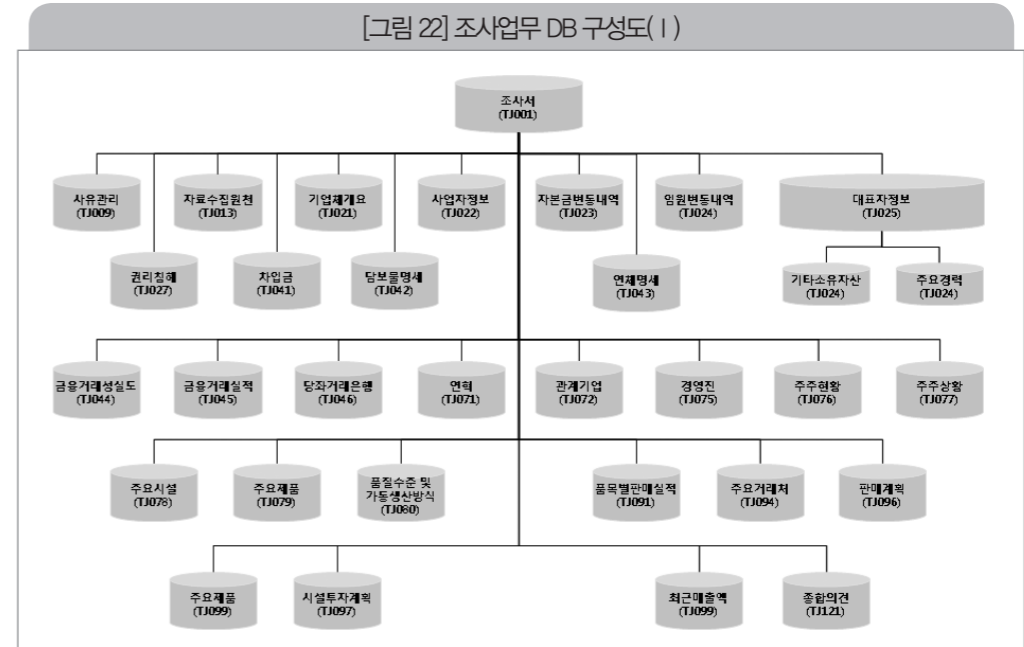 [그림 22] 조사업무 DB 구성도(Ⅰ)
조사서
(TJ001)
사유관리
(TJ009)
자료수집원천
(TJ013)
기업체개요
(TJ021)
사업자정보
(TJ022)
자본금변동내역
(TJ023)
임원변동내역
(TJ024)
대표자정보
(TJ025)
권리침해
(TJ027)
차입금
(TJ041)
담보물명세
(TJ042)
연체명세
(TJ043)
기타소유자산
(TJ024)
주요경력
(TJ024)
금융거래성실도
(TJ044)
금융거래실적
(TJ045)
당좌거래은행
(TJ046)
연혁
(TJ071)
관계기업
(TJ072)
경영진
(TJ075)
주주현황
(TJ076)
주주상황
(TJ077)
주요시설
(TJ078)
주요제품
(TJ079)
품질수준 및
가동생산방식
(TJ080)
품목별판매실적
(TJ091)
주요거래처
(TJ094)
판매계획
(TJ096)
주요제품
(TJ099)
시설투자계획
(TJ097)
최근매출액
(TJ099)
종합의견
(TJ121)